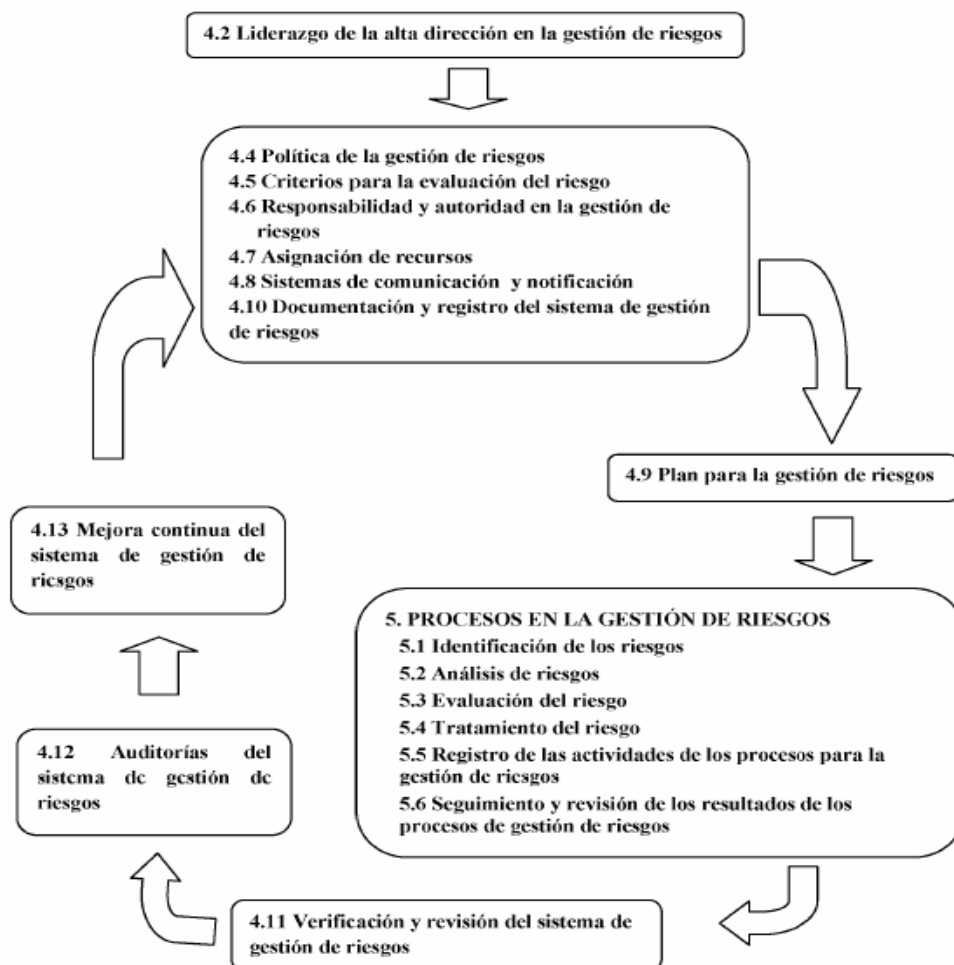 4.2 Liderazgo de la alta dirección en la gestión de riesgos
4.4 Política de la gestión de riesgos
4.5 Criterios para la evaluación del riesgo
4.6 Responsabilidad y autoridad en la gestión de
riesgos
4.7 Asignación de recursos
4.8 Sistemas de comunicación y notificación
4.10 Documentación y registro del sistema de gestión
de riesgos
4.9 Plan para la gestión de riesgos
4.13 Mejora continua del
sistema de gestión de
riesgos
5. PROCESOS EN LA GESTIÓN DE RIESGOS
5.1 Identificación de los riesgos
5.2 Análisis de riesgos
5.3 Evaluación del riesgo
5.4 Tratamiento del riesgo
5.5 Registro de las actividades de los procesos para la
gestión de riesgos
5.6 Seguimiento y revisión de los resultados de los
procesos de gestión de riesgos
4.12 Auditorías del
sistema de gestión de
riesgos
4.11 Verificación y revisión del sistema de
gestión de riesgos